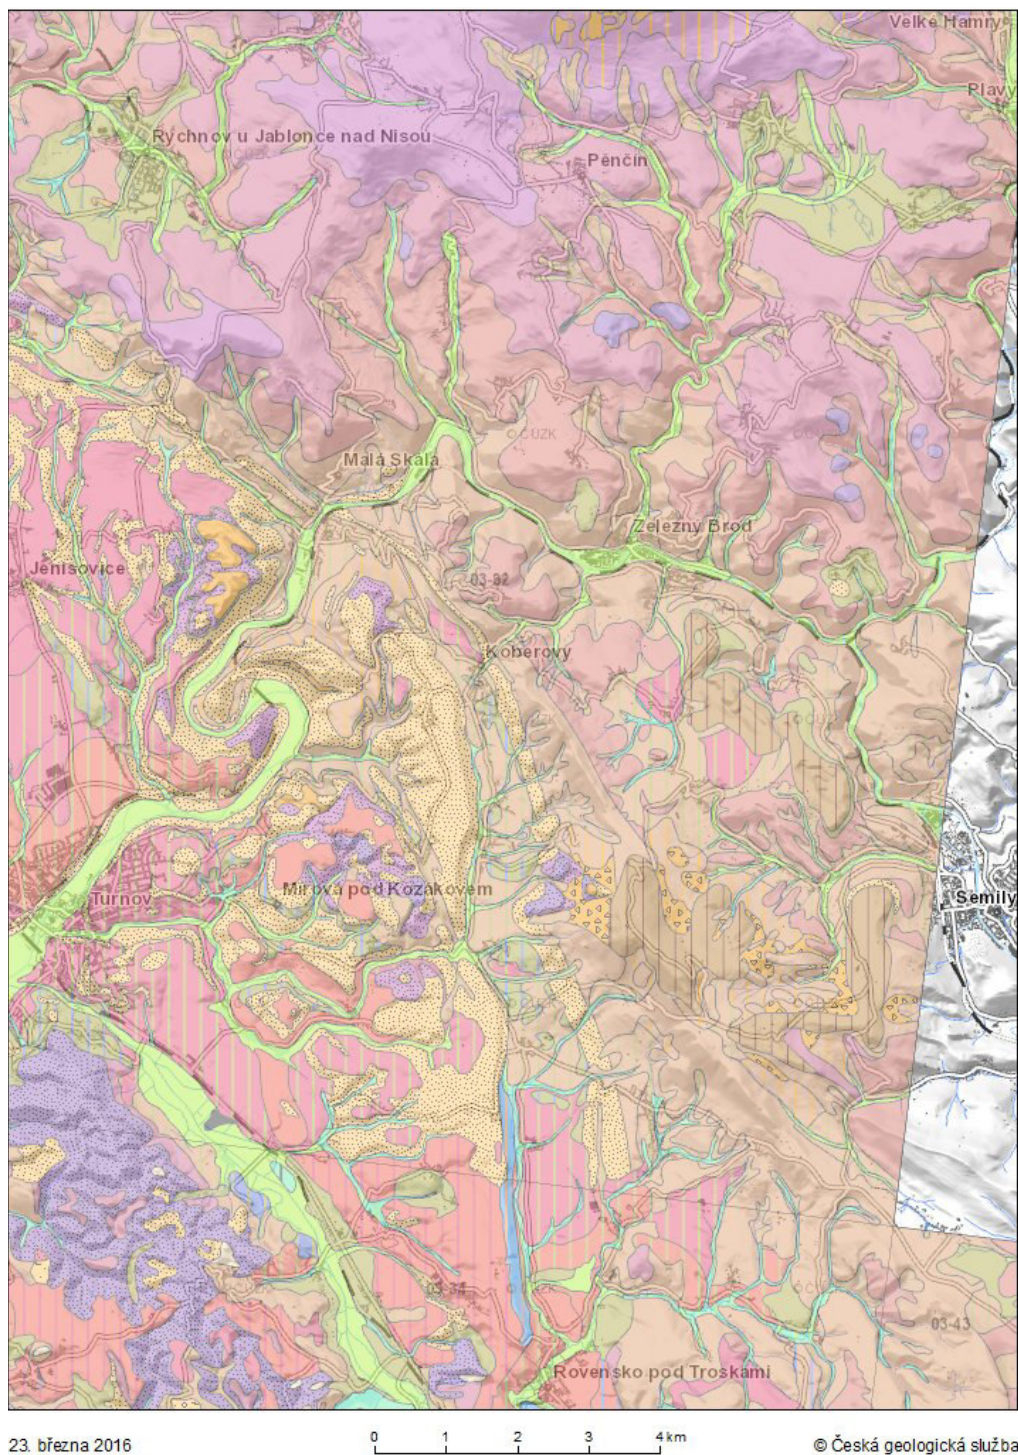 Velké Hamry
Plavy
Rychnov u Jablonce nad Nisou
© ČÚZK
Pěnčín
© ČÚZK
Malá Skála
Železný Brod
Jenišovice
03-32
Koberovy
Turnov
Mírová pod Kozákovem
Semily
03-34
03-43
Rovensko pod Troskami
23. března 2016
0 1 2 3 4 km
© Česká geologická služba